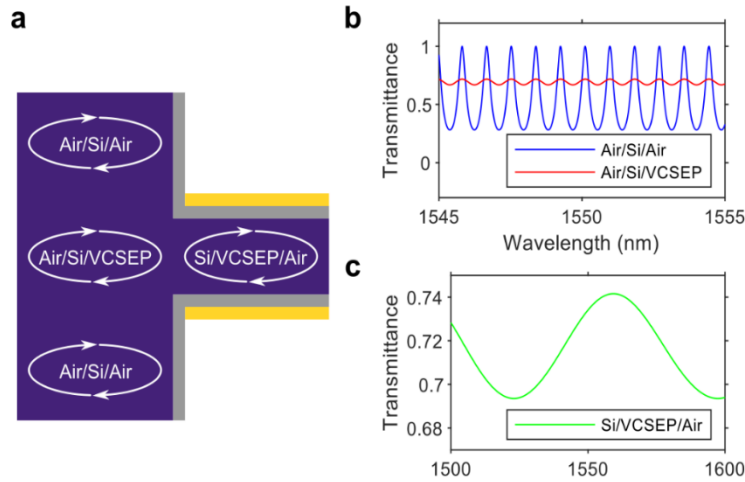 a
Air/Si/Air
Air/Si/VCSEP
Si/VCSEP/Air
Air/Si/Air
b
Transmittance
1
0.5
0
Air/Si/Air
Air/Si/VCSEP
1545
1550
1555
Wavelength (nm)
c
Transmittance
0.74
0.72
0.7
0.68
Si/VCSEP/Air
1500
1550
1600